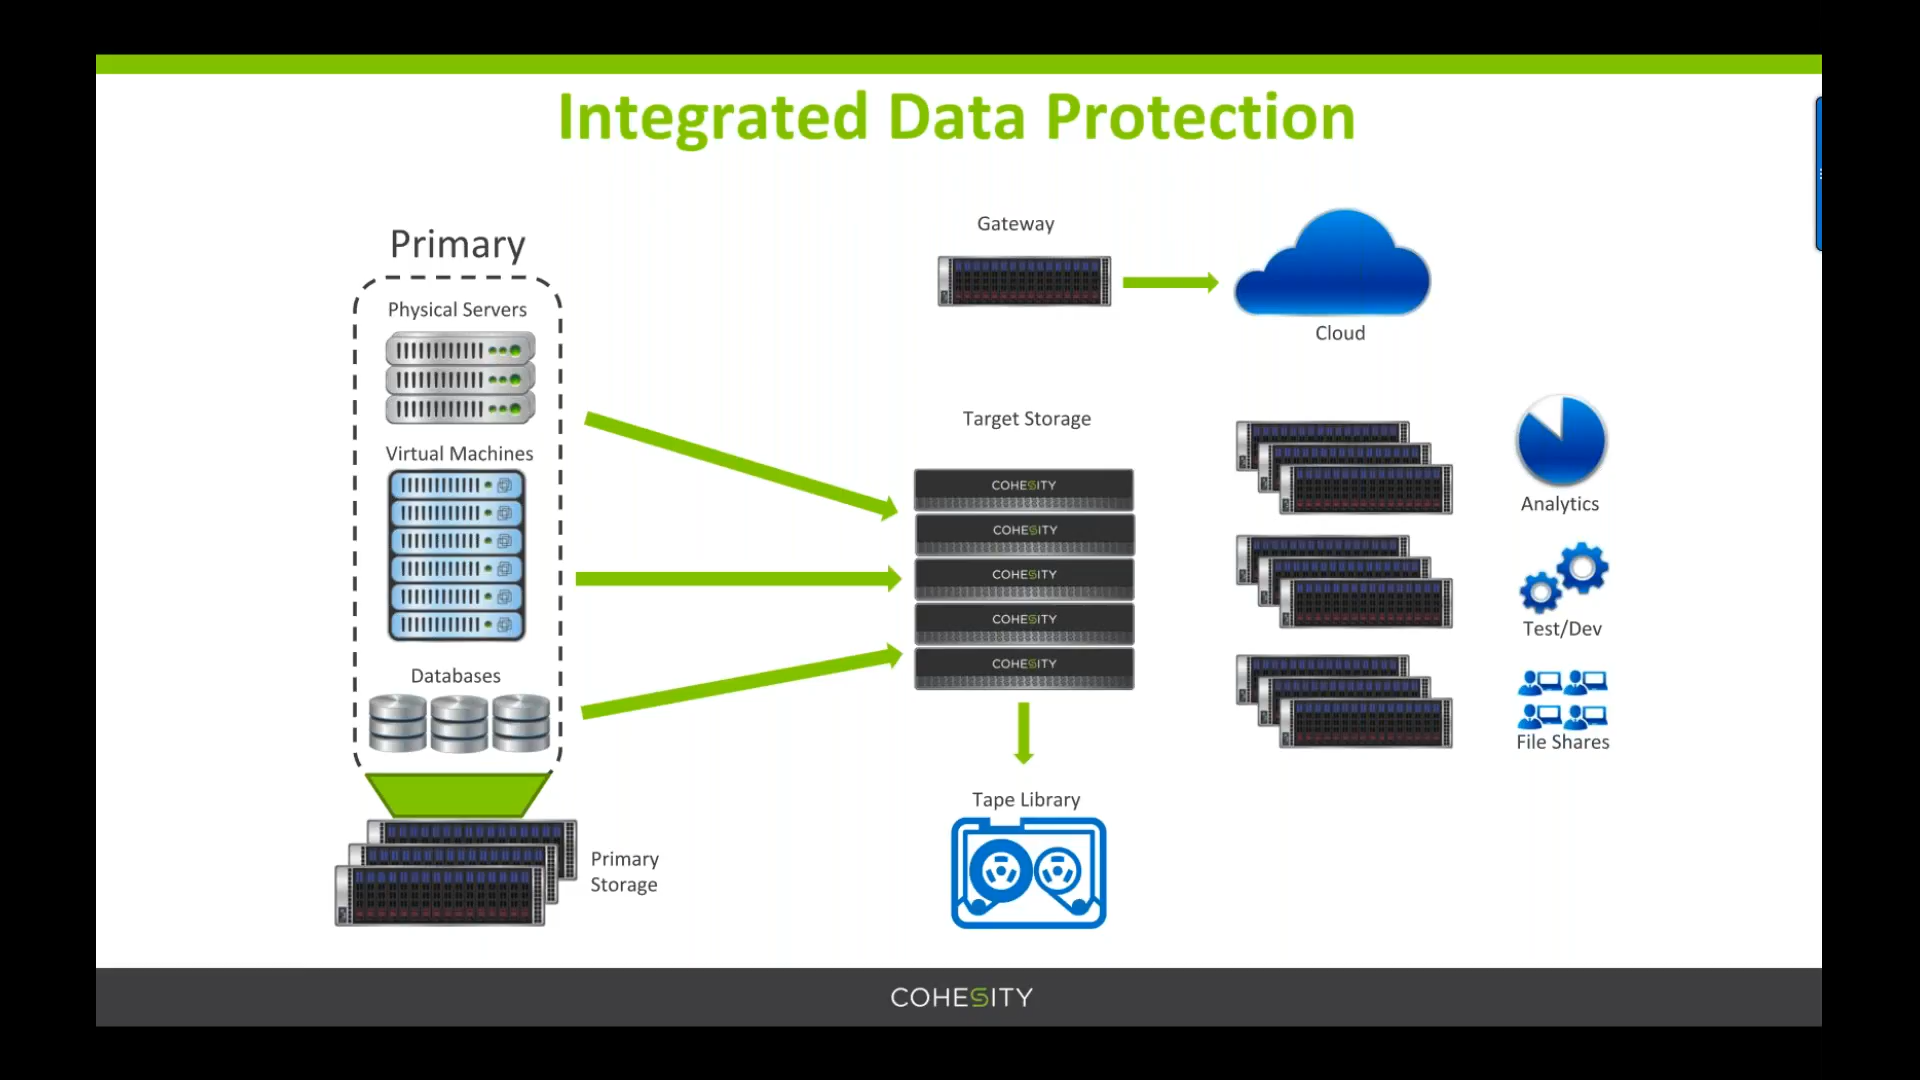 Integrated Data Protection
Primary
Physical Servers
Virtual Machines
Databases
Primary
Storage
Gateway
Cloud
Target Storage
COHESITY
COHESITY
COHESITY
COHESITY
COHESITY
Tape Library
Analytics
Test/Dev
File Shares
COHESITY